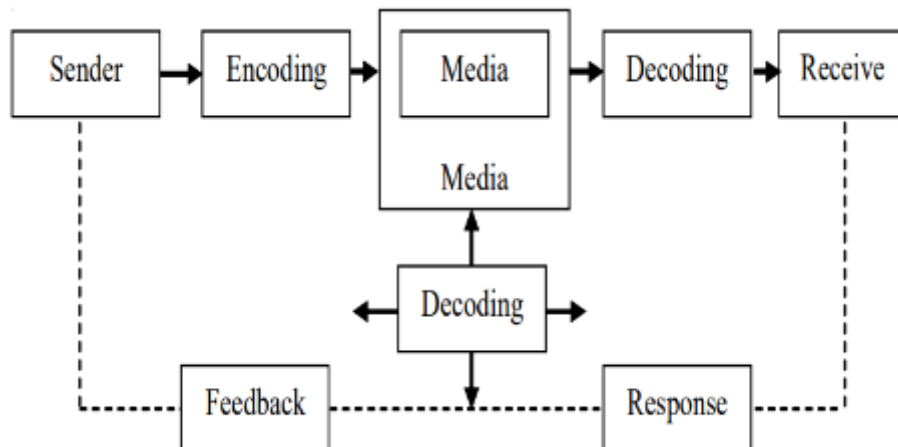 Sender
Encoding
Media
Decoding
Receive
Media
Decoding
Feedback
Response